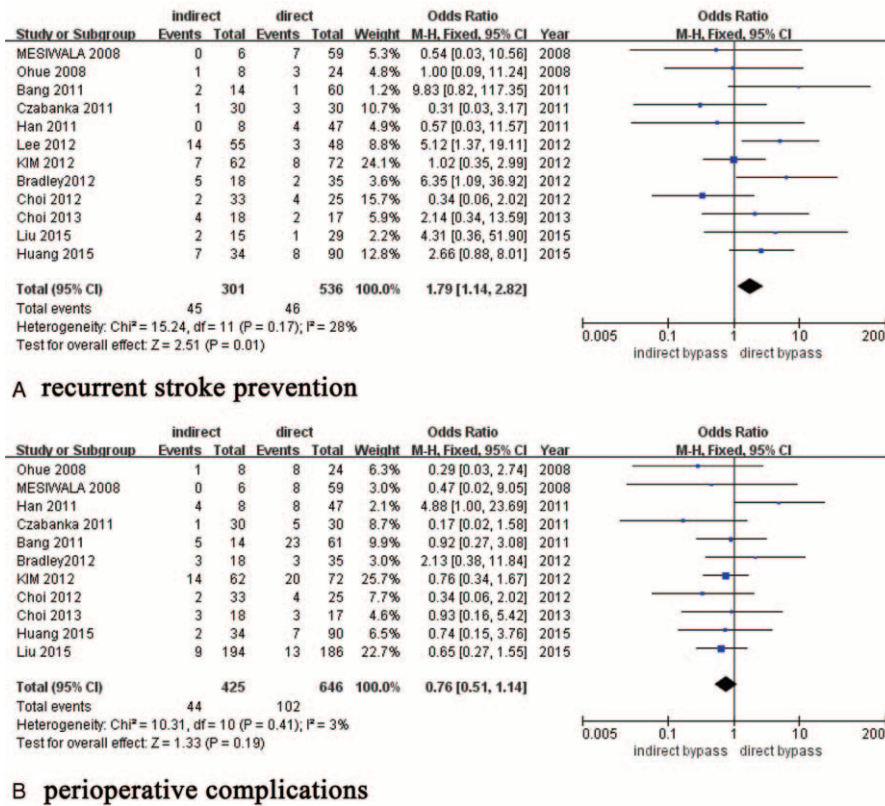 indirect direct Odds Ratio Odds Ratio
Study or Subgroup Events Total Events Total Weight M-H, Fixed, 95% CI Year M-H, Fixed, 95% CI
MESIWALA 2008 0 6 7 59 5.3% 0.54 [0.03, 10.56] 2008
Ohue 2008 1 8 3 24 4.8% 1.00 [0.09, 11.24] 2008
Bang 2011 2 14 1 60 1.2% 9.83 [0.82, 117.35] 2011
Czabanka 2011 1 30 3 30 10.7% 0.31 [0.03, 3.17] 2011
Han 2011 0 8 4 47 4.9% 0.57 [0.03, 11.57] 2011
Lee 2012 14 55 3 48 8.8% 5.12 [1.37, 19.11] 2012
KIM 2012 7 62 8 72 24.1% 1.02 [0.35, 2.99] 2012
Bradley2012 5 18 2 35 3.6% 6.35 [1.09, 36.92] 2012
Choi 2012 2 33 4 25 15.7% 0.34 [0.06, 2.02] 2012
Choi 2013 4 18 2 17 5.9% 2.14 [0.34, 13.59] 2013
Liu 2015 2 15 1 29 2.2% 4.31 [0.36, 51.90] 2015
Huang 2015 7 34 8 90 12.8% 2.66 [0.88, 8.01] 2015
Total (95% CI) 301 536 100.0% 1.79 [1.14, 2.82]
Total events 45 46
Heterogeneity: Chi² = 15.24, df = 11 (P = 0.17); I² = 28%
Test for overall effect: Z = 2.51 (P = 0.01)
0.005 0.1 1 10 200
indirect bypass direct bypass
A recurrent stroke prevention
indirect direct Odds Ratio Odds Ratio
Study or Subgroup Events Total Events Total Weight M-H, Fixed, 95% CI Year M-H, Fixed, 95% CI
Ohue 2008 1 8 8 24 6.3% 0.29 [0.03, 2.74] 2008
MESIWALA 2008 0 6 8 59 3.0% 0.47 [0.02, 9.05] 2008
Han 2011 4 8 8 47 2.1% 4.88 [1.00, 23.69] 2011
Czabanka 2011 1 30 5 30 8.7% 0.17 [0.02, 1.58] 2011
Bang 2011 5 14 23 61 9.9% 0.92 [0.27, 3.08] 2011
Bradley2012 3 18 3 35 3.0% 2.13 [0.38, 11.84] 2012
KIM 2012 14 62 20 72 25.7% 0.76 [0.34, 1.67] 2012
Choi 2012 2 33 4 25 7.6% 0.34 [0.06, 2.02] 2012
Choi 2013 3 18 3 17 4.6% 0.93 [0.16, 5.42] 2013
Huang 2015 2 34 7 90 6.5% 0.74 [0.15, 3.76] 2015
Liu 2015 9 194 13 186 22.7% 0.65 [0.27, 1.55] 2015
Total (95% CI) 425 646 100.0% 0.76 [0.51, 1.14]
Total events 44 102
Heterogeneity: Chi² = 10.31, df = 10 (P = 0.41); I² = 3%
Test for overall effect: Z = 1.33 (P = 0.19)
0.005 0.1 1 10 200
indirect bypass direct bypass
B perioperative complications